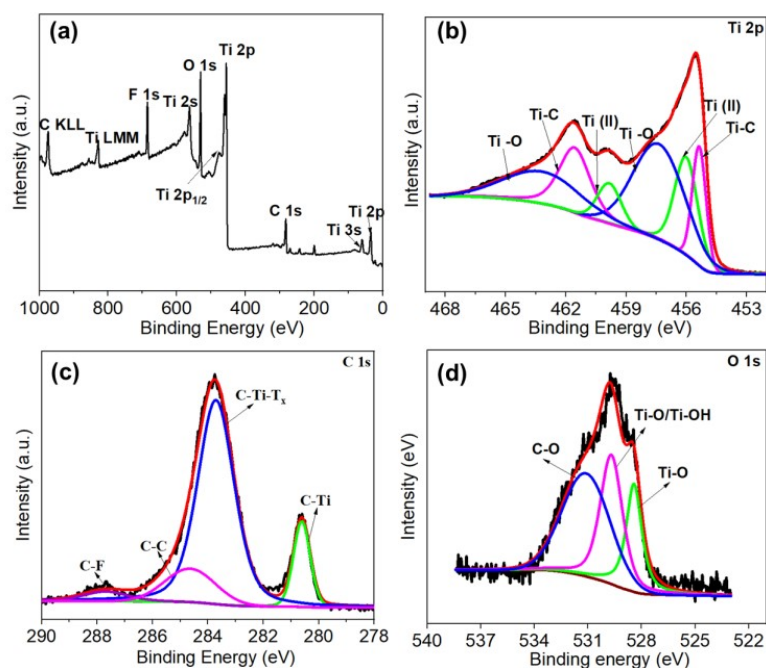 (a)
Ti 2p
O 1s
F 1s
Ti 2s
C KLL
Ti LMM
Ti 2p1/2
C 1s
Ti 2p
Ti 3s
Intensity (a.u.)
1000 800 600 400 200 0
Binding Energy (eV)
(b)
Ti 2p
Ti -O
Ti-C
Ti (II)
Ti -O
Ti (II)
Ti-C
Intensity (a.u.)
468 465 462 459 456 453
Binding Energy (eV)
(c)
C 1s
C-Ti-Tx
C-Ti
C-C
C-F
Intensity (a.u.)
290 288 286 284 282 280 278
Binding Energy (eV)
(d)
O 1s
Ti-O/Ti-OH
C-O
Ti-O
Intensity (eV)
540 537 534 531 528 525 522
Binding energy (eV)